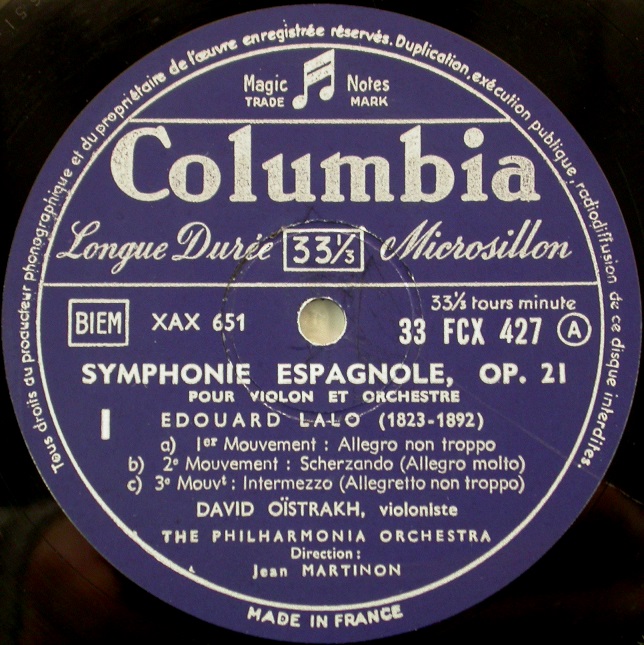 Tous droits du producteur phonographique et du propriétaire de l'œuvre enregistrée réservés. Duplication, exécution publique, radiodiffusion de ce disque interdites.
Magic Notes
TRADE MARK
Columbia
Longue Durée 33⅓ Microsillon
33⅓ tours minute
BIEM XAX 651 33 FCX 427 A
SYMPHONIE ESPAGNOLE, OP. 21
POUR VIOLON ET ORCHESTRE
I EDOUARD LALO (1823-1892)
a) 1er Mouvement : Allegro non troppo
b) 2e Mouvement : Scherzando (Allegro molto)
c) 3e Mouvt : Intermezzo (Allegretto non troppo)
DAVID OÏSTRAKH, violoniste
THE PHILHARMONIA ORCHESTRA
Direction :
Jean MARTINON
MADE IN FRANCE